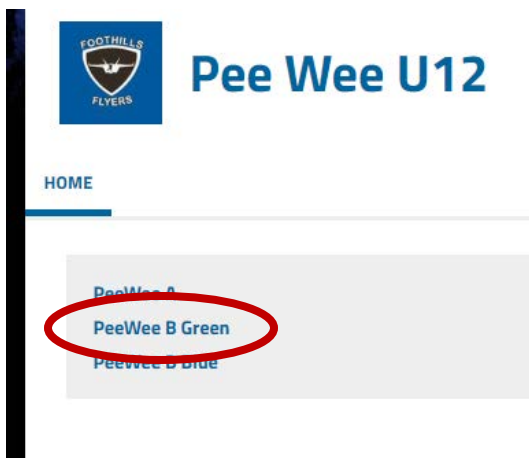 FOOTHILLS
FLYERS
Pee Wee U12
HOME
PeeWee A
PeeWee B Green
PeeWee B Blue